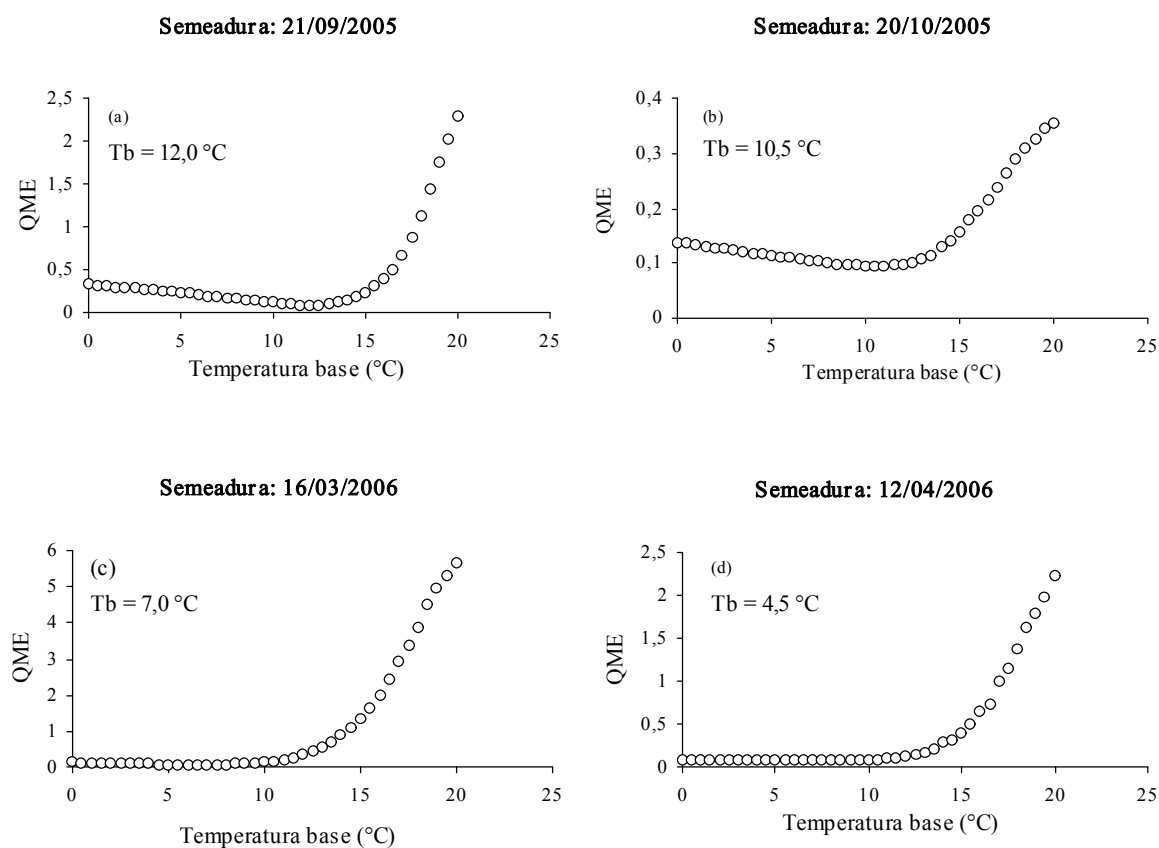 Semeadura: 21/09/2005
2,5
2
1,5
1
0,5
0
(a)
Tb = 12,0 °C
QME
0 5 10 15 20 25
Temperatura base (°C)
Semeadura: 20/10/2005
0,4
0,3
0,2
0,1
0
(b)
Tb = 10,5 °C
QME
0 5 10 15 20 25
Temperatura base (°C)
Semeadura: 16/03/2006
6
5
4
3
2
1
0
(c)
Tb = 7,0 °C
QME
0 5 10 15 20 25
Temperatura base (°C)
Semeadura: 12/04/2006
2,5
2
1,5
1
0,5
0
(d)
Tb = 4,5 °C
QME
0 5 10 15 20 25
Temperatura base (°C)